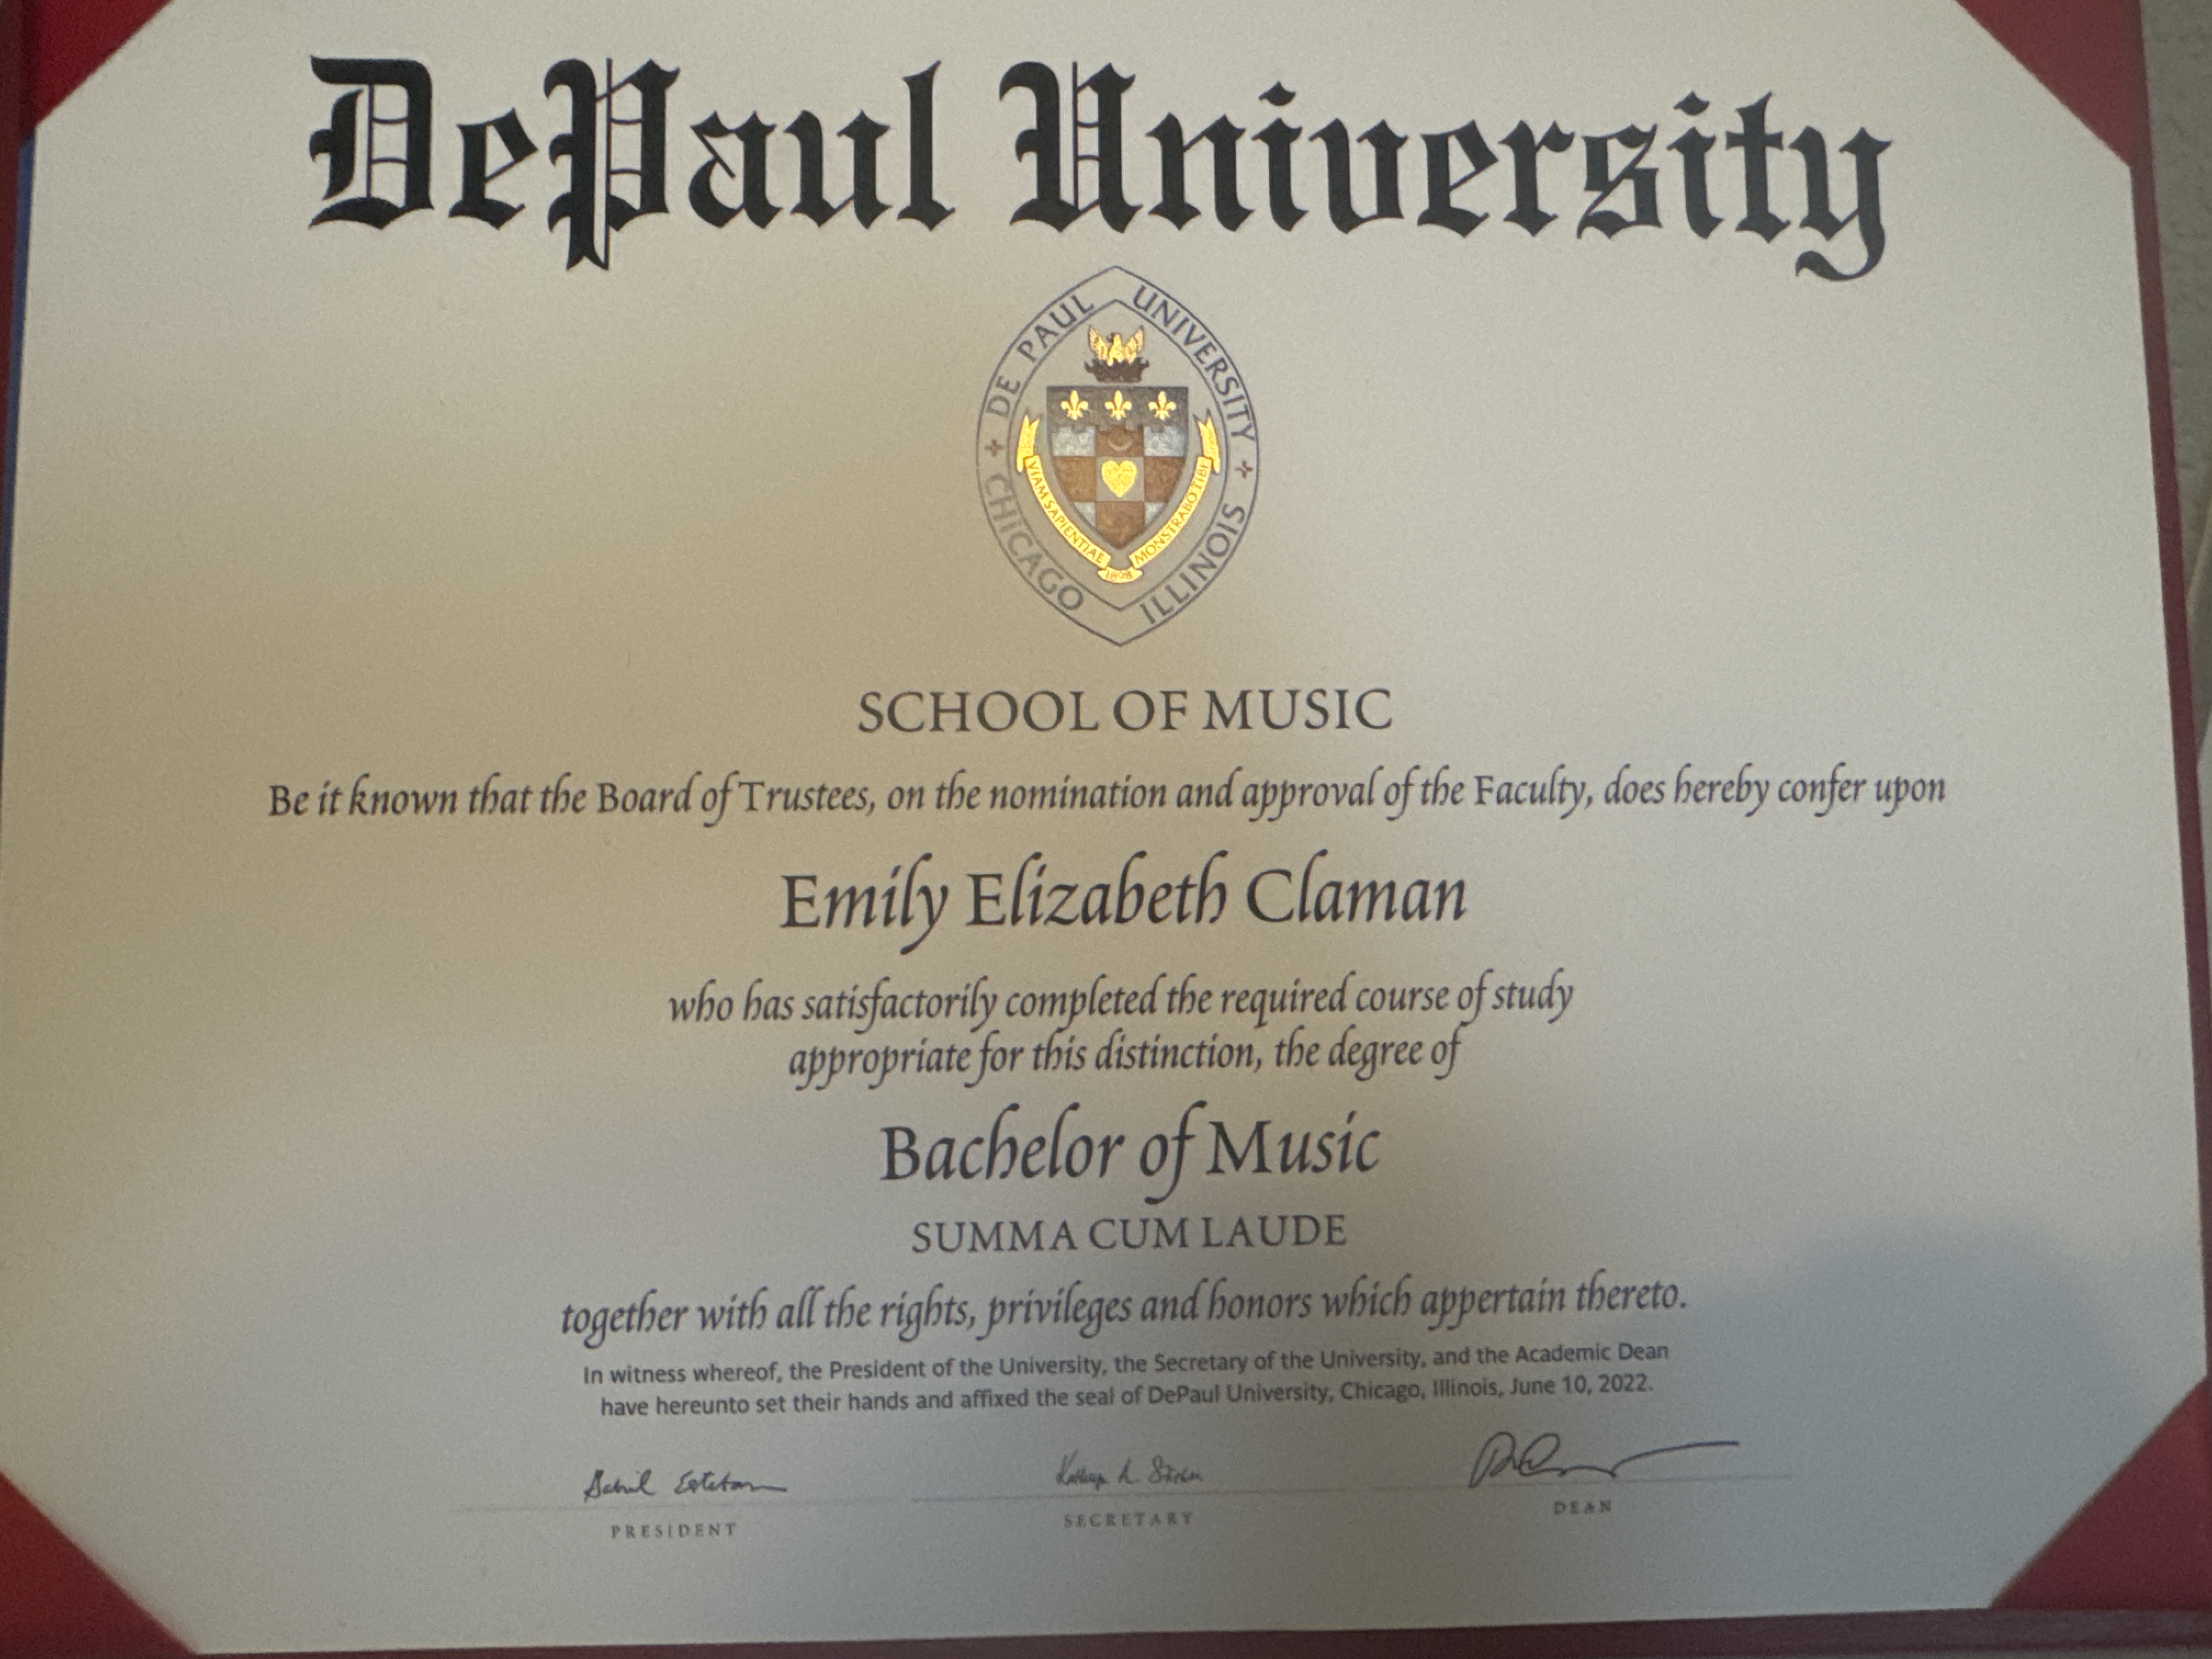 DePaul University
DE PAUL UNIVERSITY
CHICAGO ILLINOIS
VIAM SAPIENTIAE MONSTRABO TIBI
1898
SCHOOL OF MUSIC
Be it known that the Board of Trustees, on the nomination and approval of the Faculty, does hereby confer upon
Emily Elizabeth Claman
who has satisfactorily completed the required course of study
appropriate for this distinction, the degree of
Bachelor of Music
SUMMA CUM LAUDE
together with all the rights, privileges and honors which appertain thereto.
In witness whereof, the President of the University, the Secretary of the University, and the Academic Dean
have hereunto set their hands and affixed the seal of DePaul University, Chicago, Illinois, June 10, 2022.
PRESIDENT
SECRETARY
DEAN